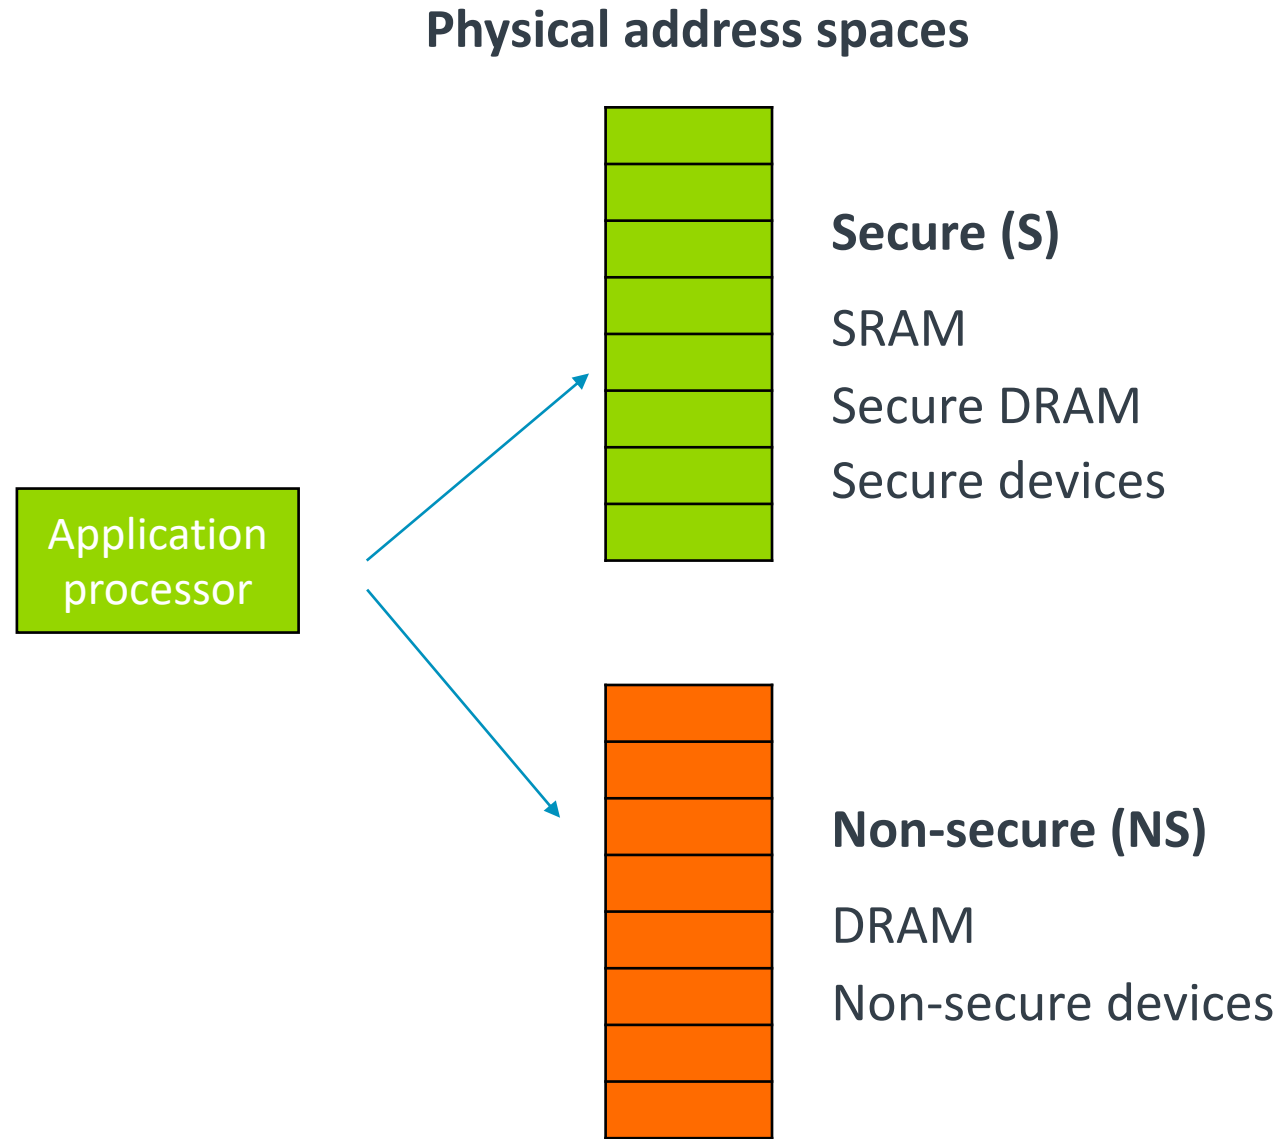 Physical address spaces
Secure (S)
SRAM
Secure DRAM
Secure devices
Application
processor
Non-secure (NS)
DRAM
Non-secure devices